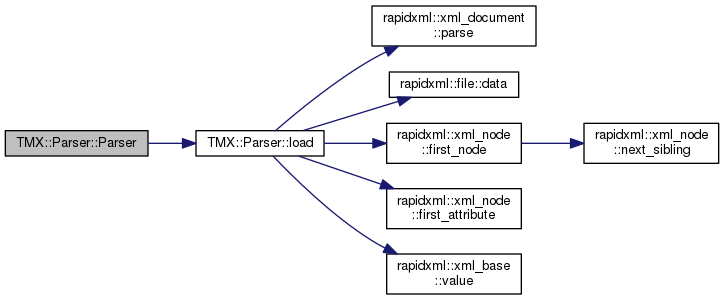 rapidxml::xml_document
::parse
rapidxml::file::data
TMX::Parser::Parser
TMX::Parser::load
rapidxml::xml_node
::first_node
rapidxml::xml_node
::next_sibling
rapidxml::xml_node
::first_attribute
rapidxml::xml_base
::value